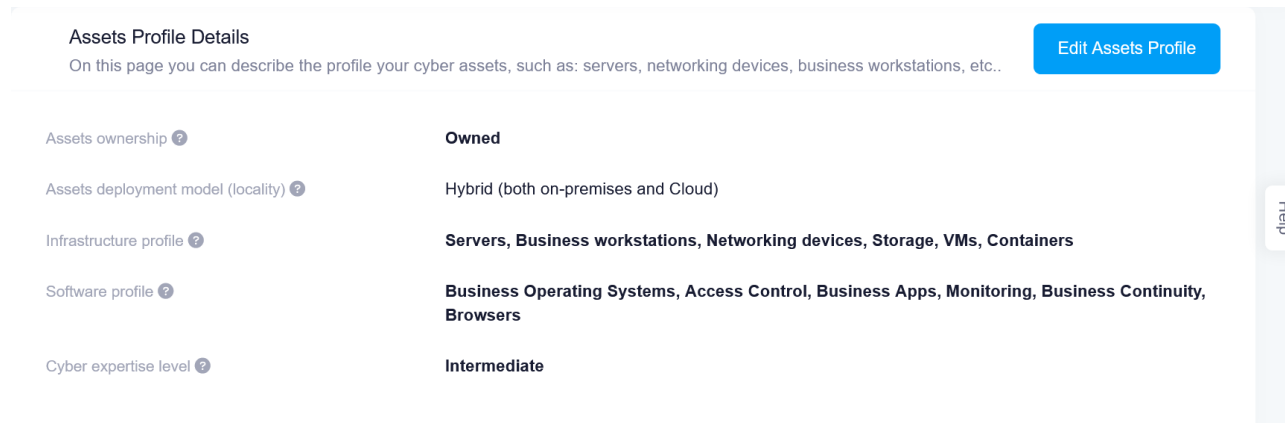 Assets Profile Details
Edit Assets Profile
On this page you can describe the profile your cyber assets, such as: servers, networking devices, business workstations, etc..
Assets ownership ?
Owned
Assets deployment model (locality) ?
Hybrid (both on-premises and Cloud)
Infrastructure profile ?
Servers, Business workstations, Networking devices, Storage, VMs, Containers
Software profile ?
Business Operating Systems, Access Control, Business Apps, Monitoring, Business Continuity,
Browsers
Cyber expertise level ?
Intermediate
Help